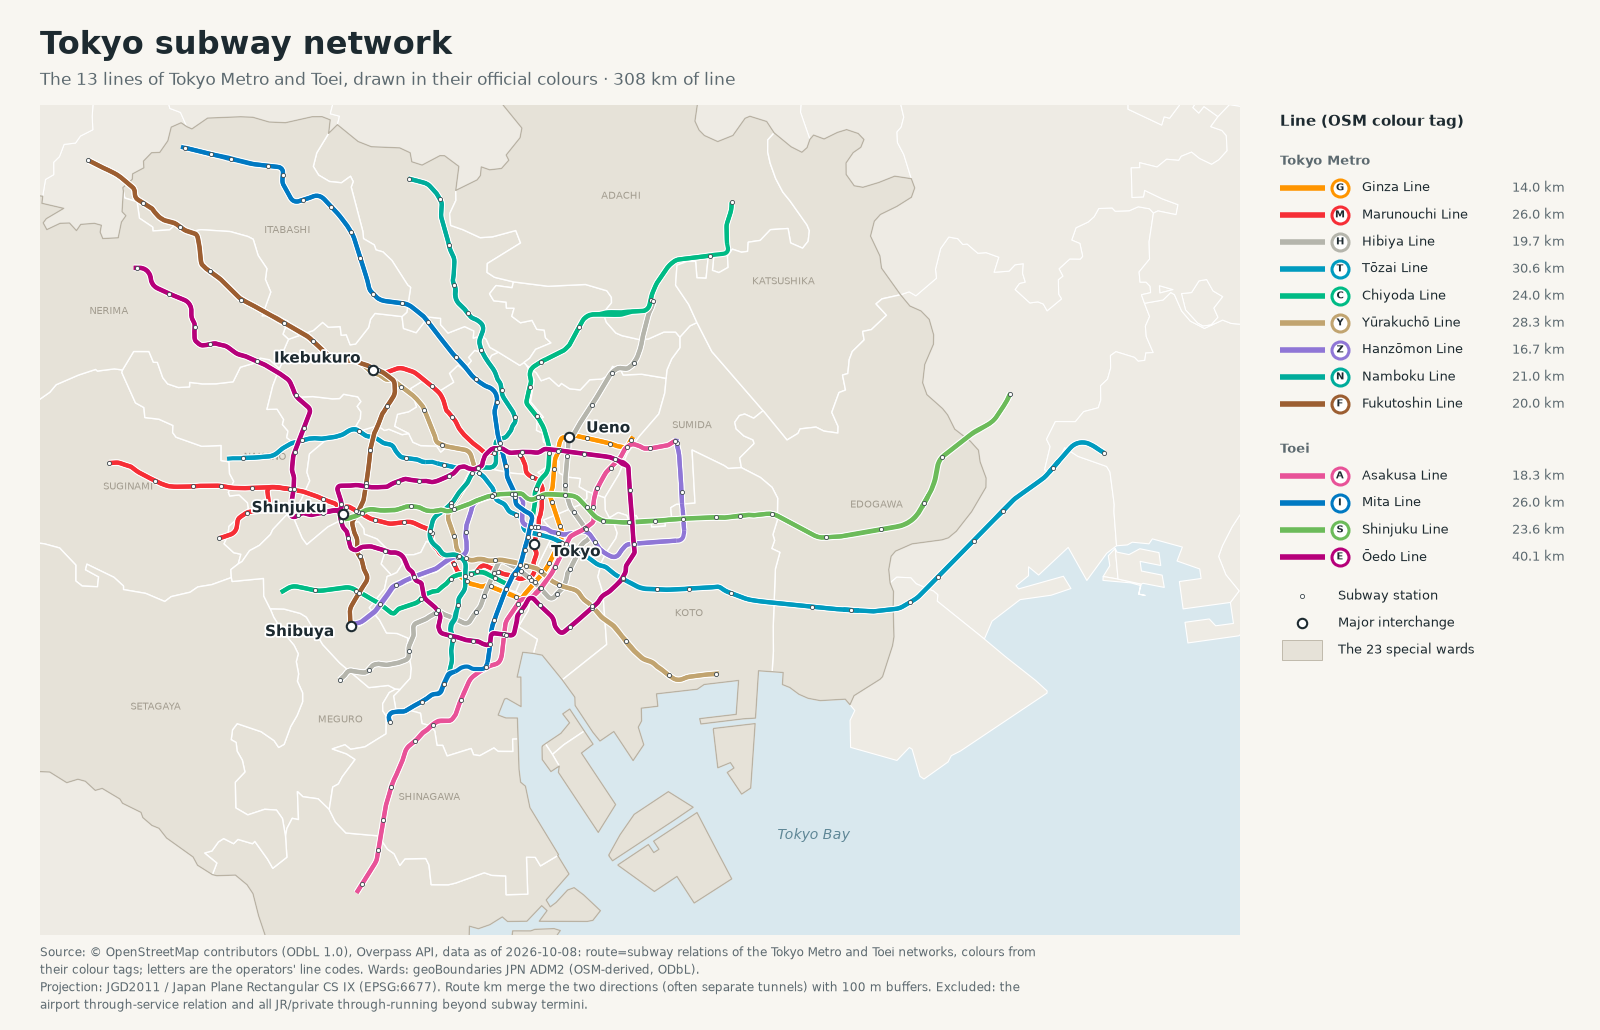 Tokyo subway network
The 13 lines of Tokyo Metro and Toei, drawn in their official colours · 308 km of line
ADACHI
ITABASHI
KATSUSHIKA
NERIMA
Ikebukuro
Ueno
SUMIDA
SUGINAMI
Shinjuku
EDOGAWA
Tokyo
KOTO
Shibuya
SETAGAYA
MEGURO
SHINAGAWA
Tokyo Bay
Line (OSM colour tag)
Tokyo Metro
G Ginza Line 14.0 km
M Marunouchi Line 26.0 km
H Hibiya Line 19.7 km
T Tōzai Line 30.6 km
C Chiyoda Line 24.0 km
Y Yūrakuchō Line 28.3 km
Z Hanzōmon Line 16.7 km
N Namboku Line 21.0 km
F Fukutoshin Line 20.0 km
Toei
A Asakusa Line 18.3 km
I Mita Line 26.0 km
S Shinjuku Line 23.6 km
E Ōedo Line 40.1 km
Subway station
Major interchange
The 23 special wards
Source: © OpenStreetMap contributors (ODbL 1.0), Overpass API, data as of 2026-10-08: route=subway relations of the Tokyo Metro and Toei networks, colours from
their colour tags; letters are the operators' line codes. Wards: geoBoundaries JPN ADM2 (OSM-derived, ODbL).
Projection: JGD2011 / Japan Plane Rectangular CS IX (EPSG:6677). Route km merge the two directions (often separate tunnels) with 100 m buffers. Excluded: the
airport through-service relation and all JR/private through-running beyond subway termini.